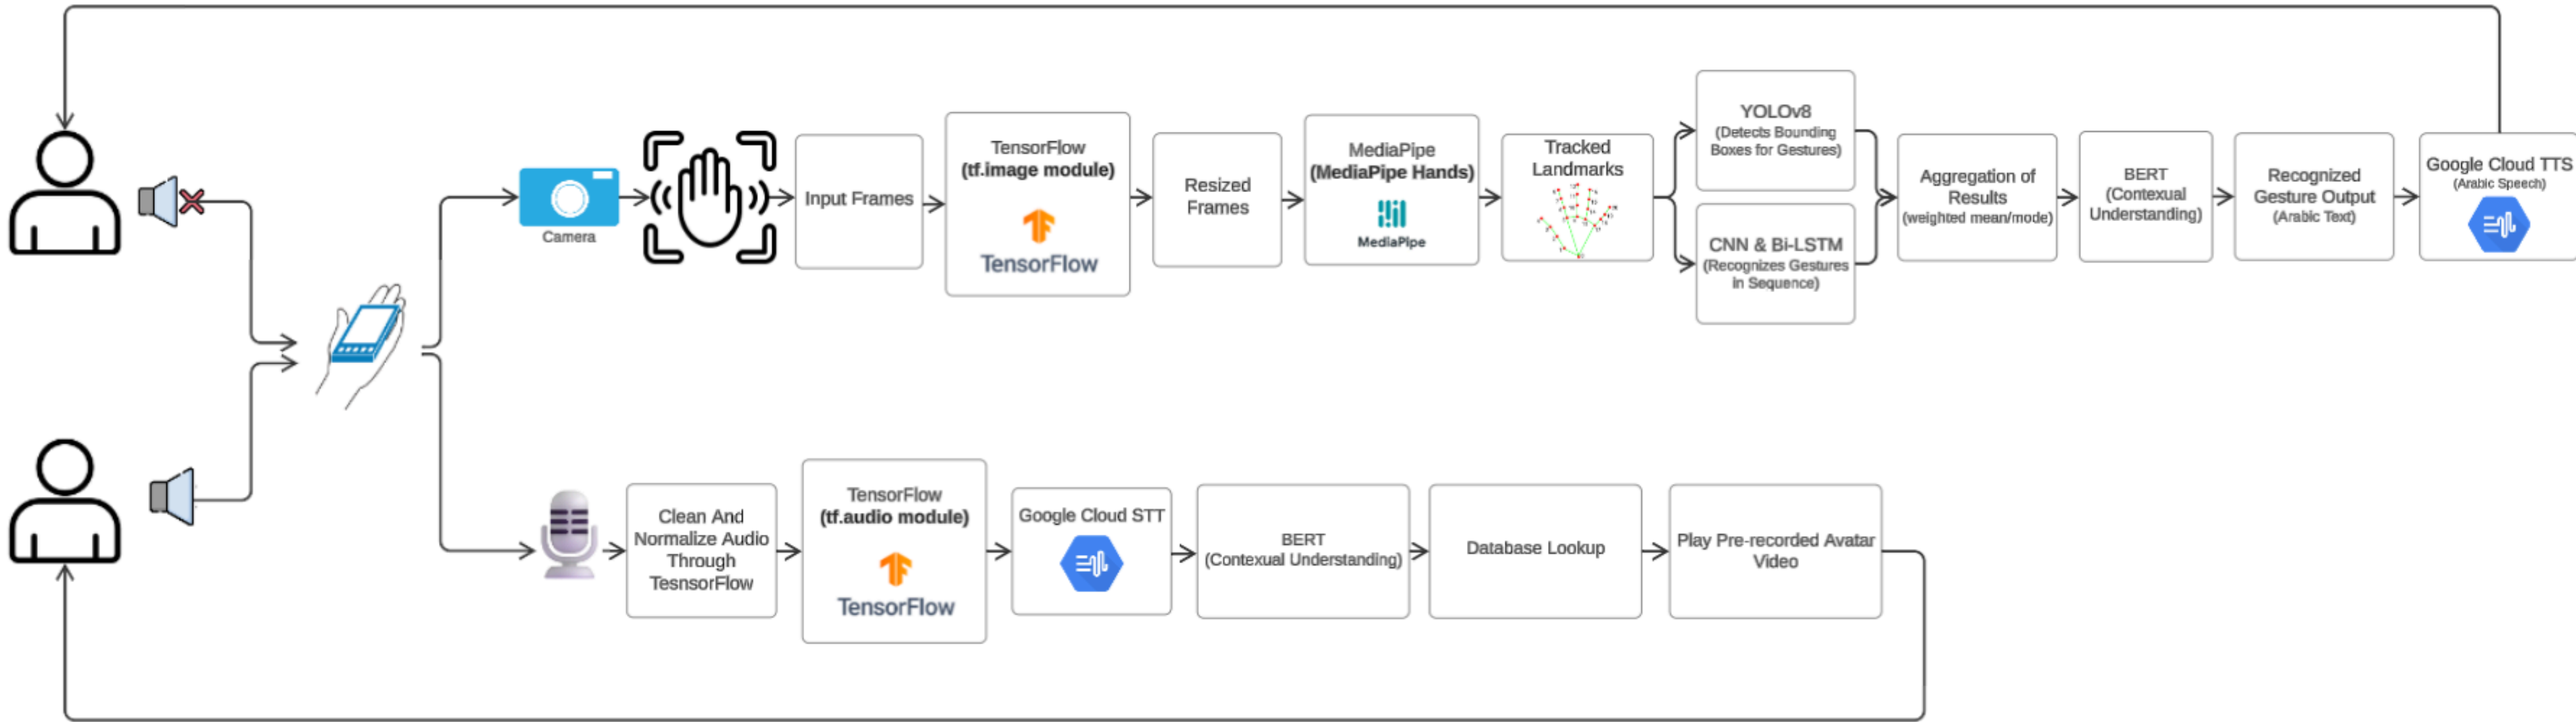 Camera
Input Frames
TensorFlow
(tf.image module)
TensorFlow
Resized
Frames
MediaPipe
(MediaPipe Hands)
MediaPipe
Tracked
Landmarks
YOLOv8
(Detects Bounding
Boxes for Gestures)
CNN & Bi-LSTM
(Recognizes Gestures
in Sequence)
Aggregation of
Results
(weighted mean/mode)
BERT
(Contexual
Understanding)
Recognized
Gesture Output
(Arabic Text)
Google Cloud TTS
(Arabic Speech)
Clean And
Normalize Audio
Through
TesnsorFlow
TensorFlow
(tf.audio module)
TensorFlow
Google Cloud STT
BERT
(Contexual Understanding)
Database Lookup
Play Pre-recorded Avatar
Video